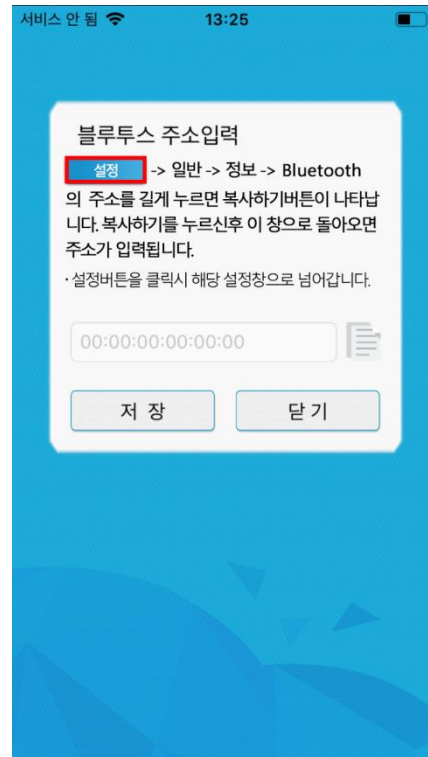 서비스 안 됨 13:25
블루투스 주소입력
설정 -> 일반 -> 정보 -> Bluetooth
의 주소를 길게 누르면 복사하기버튼이 나타납
니다. 복사하기를 누르신후 이 창으로 돌아오면
주소가 입력됩니다.
·설정버튼을 클릭시 해당 설정창으로 넘어갑니다.
00:00:00:00:00:00
저 장 닫 기